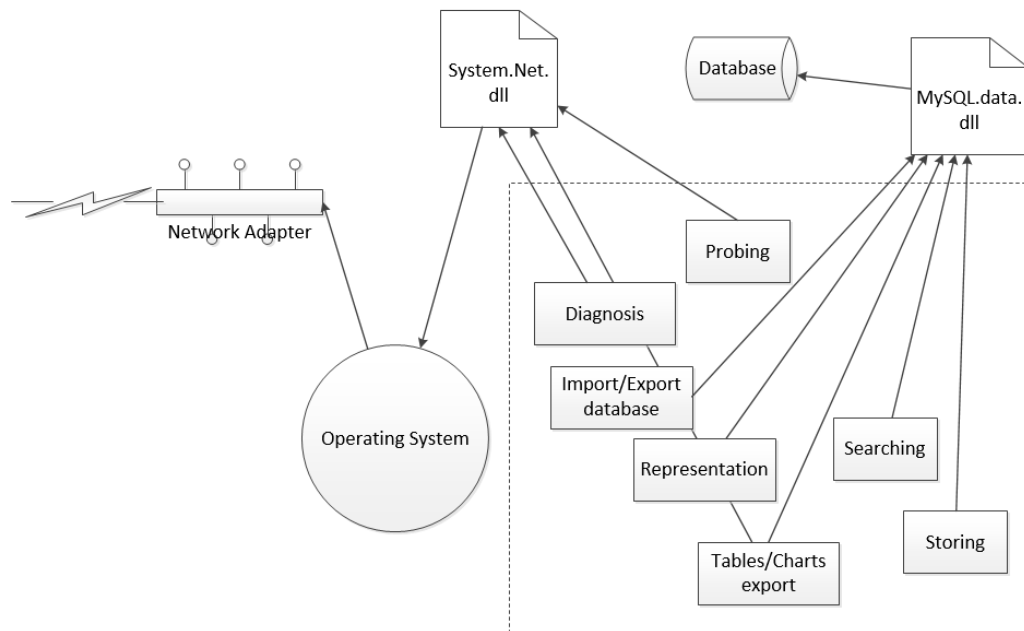 System.Net.
dll
Database
MySQL.data.
dll
Network Adapter
Probing
Diagnosis
Import/Export
database
Operating System
Representation
Searching
Storing
Tables/Charts
export